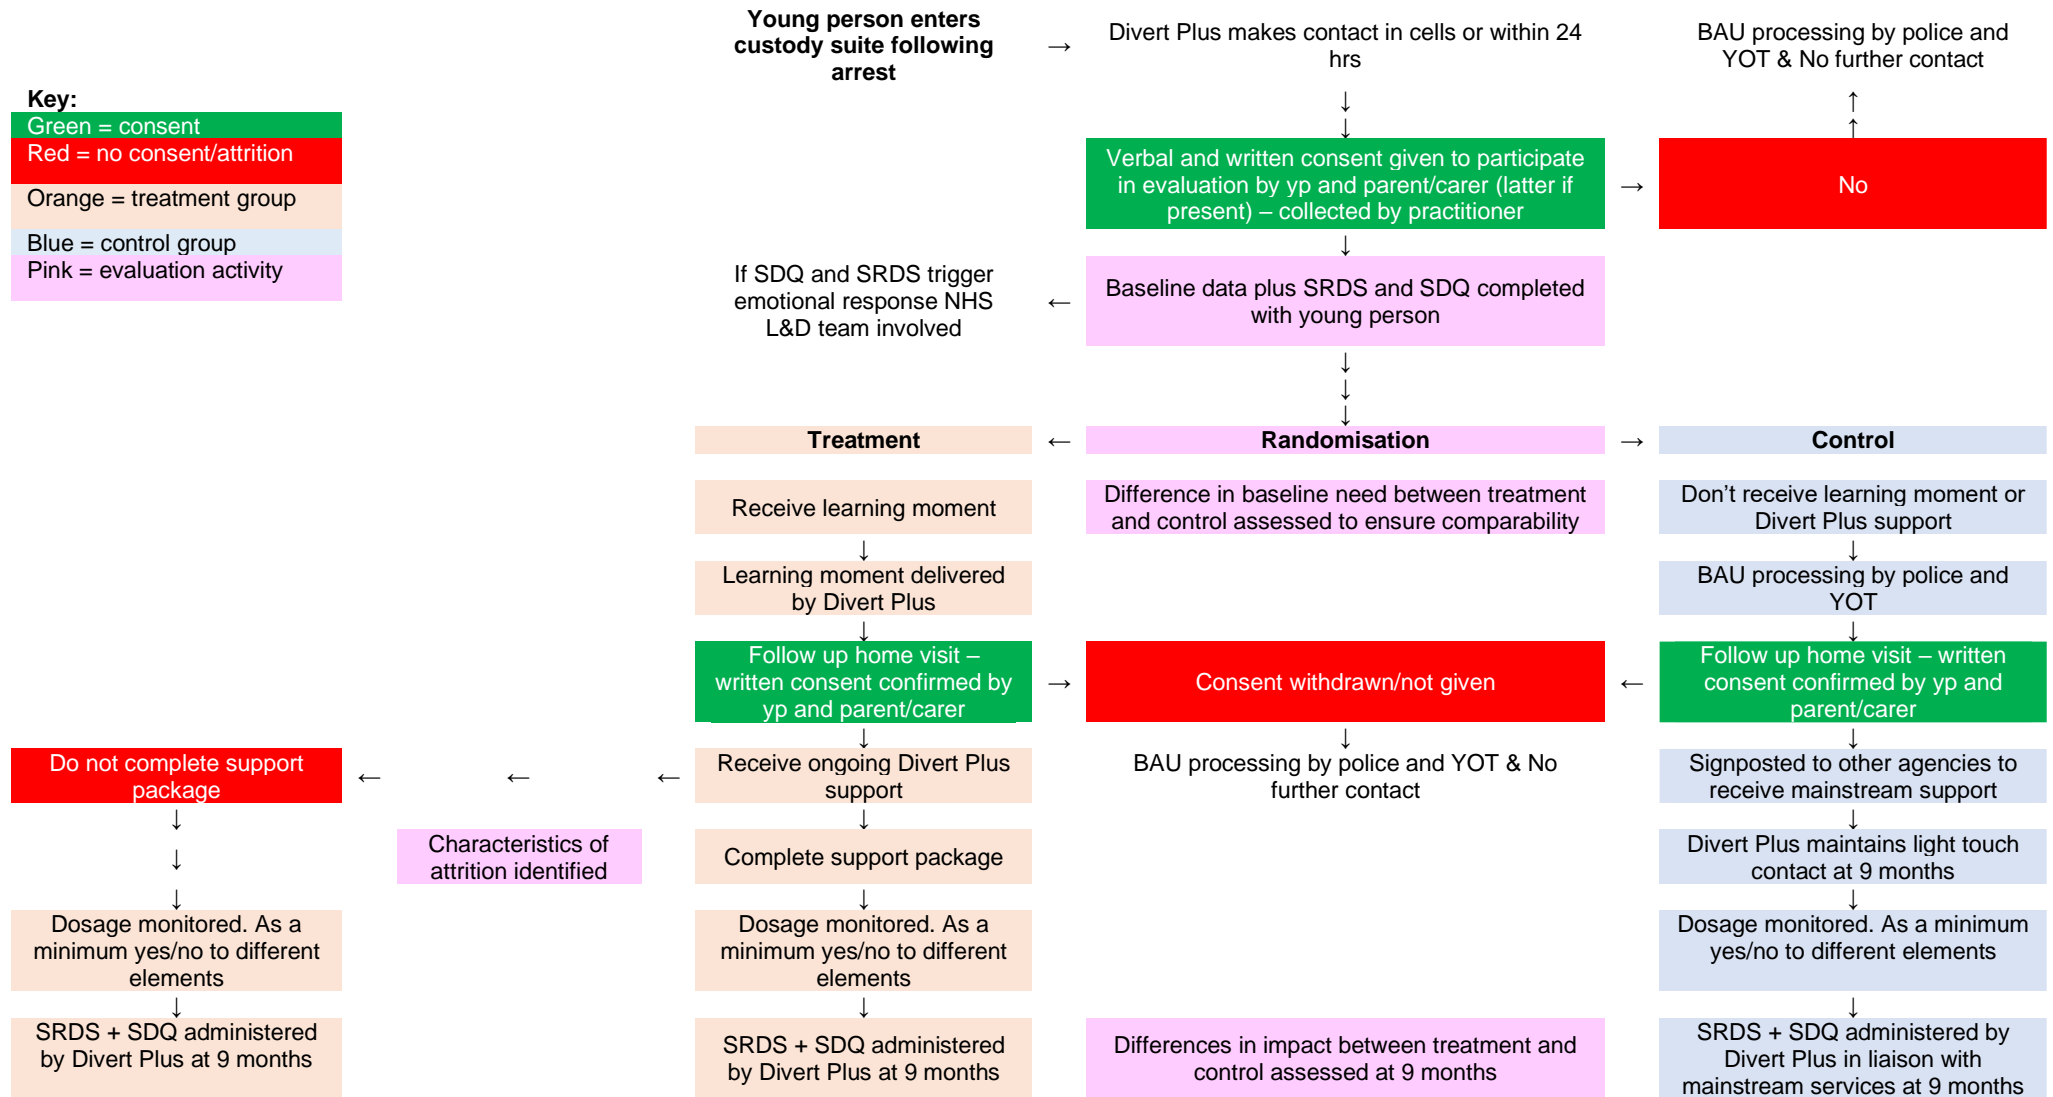 Young person enters
custody suite following
arrest
→
Divert Plus makes contact in cells or within 24
hrs
BAU processing by police and
YOT & No further contact
Key:
Green = consent
Red = no consent/attrition
Orange = treatment group
Blue = control group
Pink = evaluation activity
↓
↓
↑
↑
Verbal and written consent given to participate
in evaluation by yp and parent/carer (latter if
present) – collected by practitioner
→
No
↓
If SDQ and SRDS trigger
emotional response NHS
L&D team involved
←
Baseline data plus SRDS and SDQ completed
with young person
↓
↓
↓
Treatment
←
Randomisation
→
Control
Receive learning moment
Difference in baseline need between treatment
and control assessed to ensure comparability
Don’t receive learning moment or
Divert Plus support
↓
↓
Learning moment delivered
by Divert Plus
BAU processing by police and
YOT
↓
↓
Follow up home visit –
written consent confirmed by
yp and parent/carer
→
Consent withdrawn/not given
←
Follow up home visit – written
consent confirmed by yp and
parent/carer
↓
↓
↓
Do not complete support
package
←
←
←
Receive ongoing Divert Plus
support
BAU processing by police and YOT & No
further contact
Signposted to other agencies to
receive mainstream support
↓
↓
↓
↓
Characteristics of
attrition identified
Complete support package
Divert Plus maintains light touch
contact at 9 months
↓
↓
↓
Dosage monitored. As a
minimum yes/no to different
elements
Dosage monitored. As a
minimum yes/no to different
elements
Dosage monitored. As a minimum
yes/no to different elements
↓
↓
↓
SRDS + SDQ administered
by Divert Plus at 9 months
SRDS + SDQ administered
by Divert Plus at 9 months
Differences in impact between treatment and
control assessed at 9 months
SRDS + SDQ administered by
Divert Plus in liaison with
mainstream services at 9 months